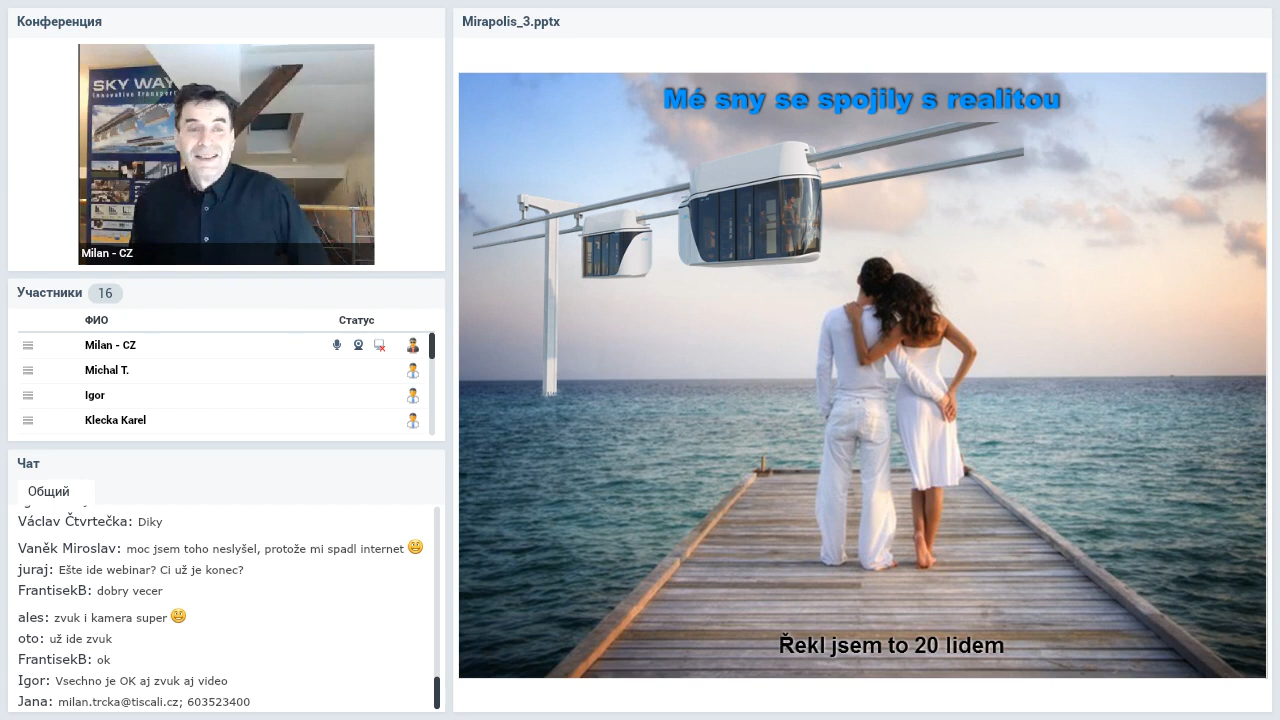 Конференция
SKY WAY
Innovative Transport
Milan - CZ
Участники 16
ФИО Статус
Milan - CZ
Michal T.
Igor
Klecka Karel
Чат
Общий
Václav Čtvrtečka: Diky
Vaněk Miroslav: moc jsem toho neslyšel, protože mi spadl internet
juraj: Ešte ide webinar? Ci už je konec?
FrantisekB: dobry vecer
ales: zvuk i kamera super
oto: už ide zvuk
FrantisekB: ok
Igor: Vsechno je OK aj zvuk aj video
Jana: milan.trcka@tiscali.cz; 603523400
Mirapolis_3.pptx
Mé sny se spojily s realitou
Řekl jsem to 20 lidem